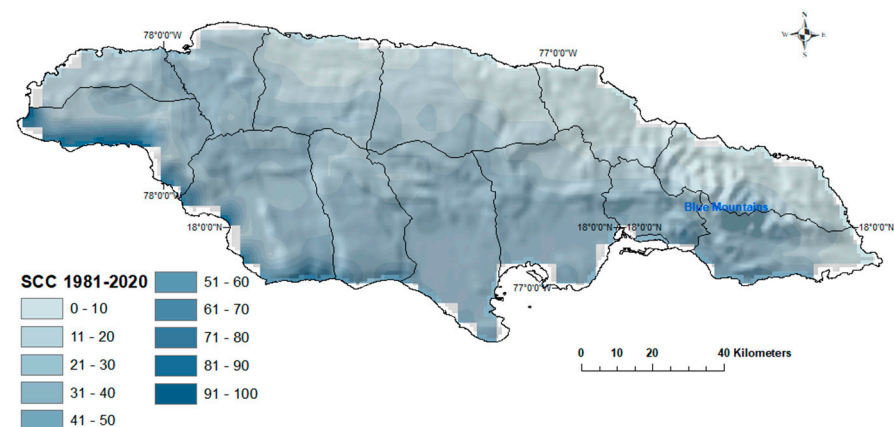 N
W E
S
78°0'0"W
77°0'0"W
Blue Mountains
78°0'0"W
18°0'0"N
18°0'0"N
18°0'0"N
18°0'0"N
77°0'0"W
SCC 1981-2020
0 - 10
11 - 20
21 - 30
31 - 40
41 - 50
51 - 60
61 - 70
71 - 80
81 - 90
91 - 100
0 10 20 40 Kilometers